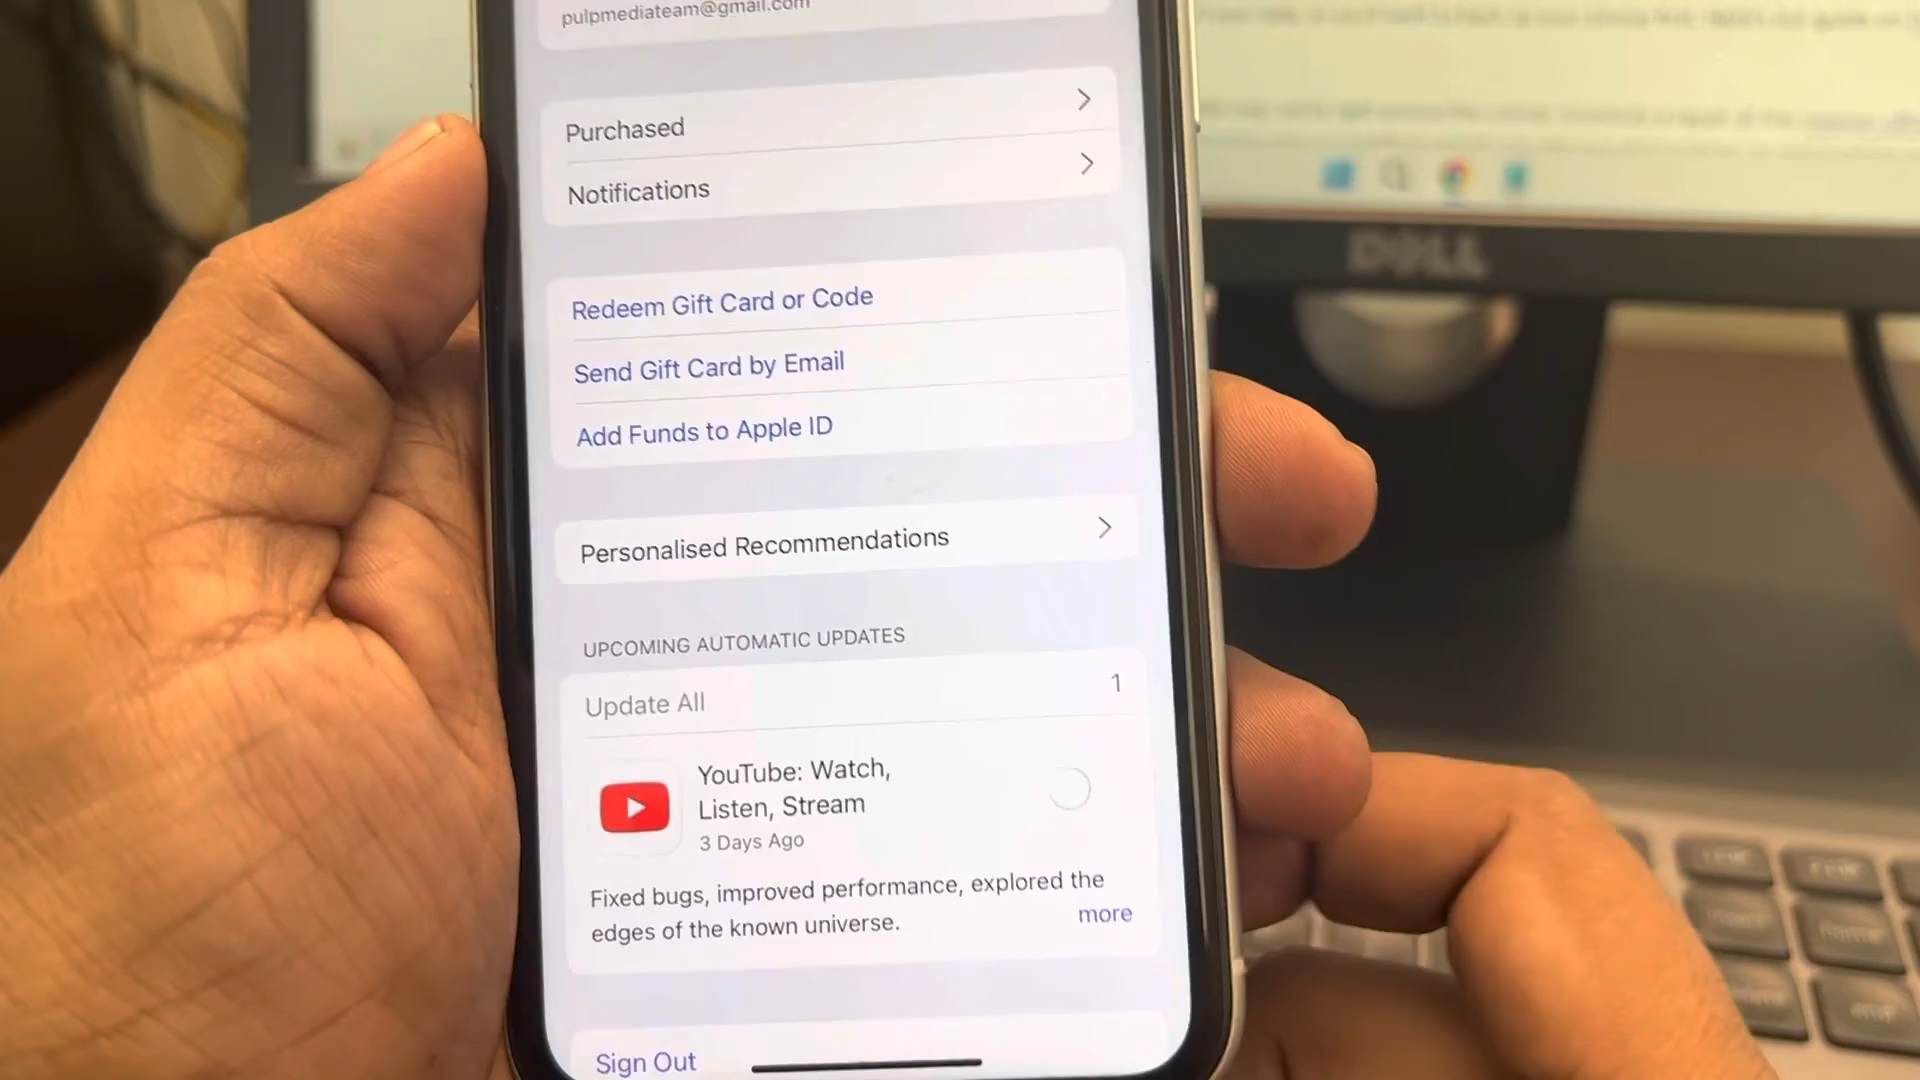 pulpmediateam@gmail.com
Purchased
Notifications
Redeem Gift Card or Code
Send Gift Card by Email
Add Funds to Apple ID
Personalised Recommendations
UPCOMING AUTOMATIC UPDATES
Update All
1
YouTube: Watch,
Listen, Stream
3 Days Ago
Fixed bugs, improved performance, explored the
edges of the known universe.
more
Sign Out
DELL